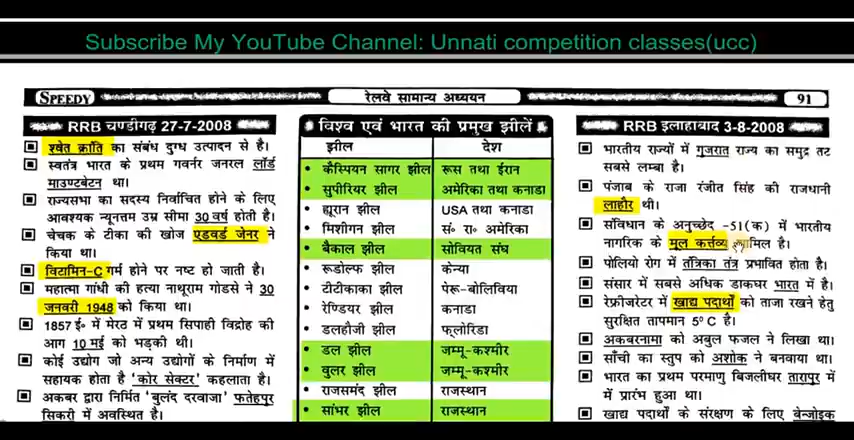 Subscribe My YouTube Channel: Unnati competition classes(ucc)
SPEEDY
रेलवे सामान्य अध्ययन
91
RRB चण्डीगढ़ 27-7-2008
श्वेत क्रांति का संबंध दुग्ध उत्पादन से है।
स्वतंत्र भारत के प्रथम गवर्नर जनरल लॉर्ड
माउण्टबेटन था।
राज्यसभा का सदस्य निर्वाचित होने के लिए
आवश्यक न्यूनतम उम्र सीमा 30 वर्ष होती है।
चेचक के टीका की खोज एडवर्ड जेनर ने
किया था।
विटामिन-C गर्म होने पर नष्ट हो जाती है।
महात्मा गांधी की हत्या नाथूराम गोडसे ने 30
जनवरी 1948 को किया था।
1857 ई० में मेरठ में प्रथम सिपाही विद्रोह की
आग 10 मई को भड़की थी।
कोई उद्योग जो अन्य उद्योगों के निर्माण में
सहायक होता है 'कोर सेक्टर' कहलाता है।
अकबर द्वारा निर्मित 'बुलंद दरवाजा' फतेहपुर
सिकरी में अवस्थित है।
विश्व एवं भारत की प्रमुख झीलें
झील देश
कैस्पियन सागर झील रूस तथा ईरान
सुपीरियर झील अमेरिका तथा कनाडा
ह्यूरान झील USA तथा कनाडा
मिशीगन झील सं० रा० अमेरिका
बैकाल झील सोवियत संघ
रूडोल्फ झील केन्या
टीटीकाका झील पेरू-बोलिविया
रेण्डियर झील कनाडा
डलहौजी झील फ्लोरिडा
डल झील जम्मू-कश्मीर
वुलर झील जम्मू-कश्मीर
राजसमंद झील राजस्थान
सांभर झील राजस्थान
RRB इलाहाबाद 3-8-2008
भारतीय राज्यों में गुजरात राज्य का समुद्र तट
सबसे लम्बा है।
पंजाब के राजा रंजीत सिंह की राजधानी
लाहौर थी।
संविधान के अनुच्छेद -51(क) में भारतीय
नागरिक के मूल कर्त्तव्य शामिल है।
पोलियो रोग में तंत्रिका तंत्र प्रभावित होता है।
संसार में सबसे अधिक डाकघर भारत में है।
रेफ्रीजरेटर में खाद्य पदार्थों को ताजा रखने हेतु
सुरक्षित तापमान 5° C है।
अकबरनामा को अबुल फजल ने लिखा था।
साँची का स्तुप को अशोक ने बनवाया था।
भारत का प्रथम परमाणु बिजलीघर तारापुर में
में प्रारंभ हुआ था।
खाद्य पदार्थों के संरक्षण के लिए बेन्जोइक